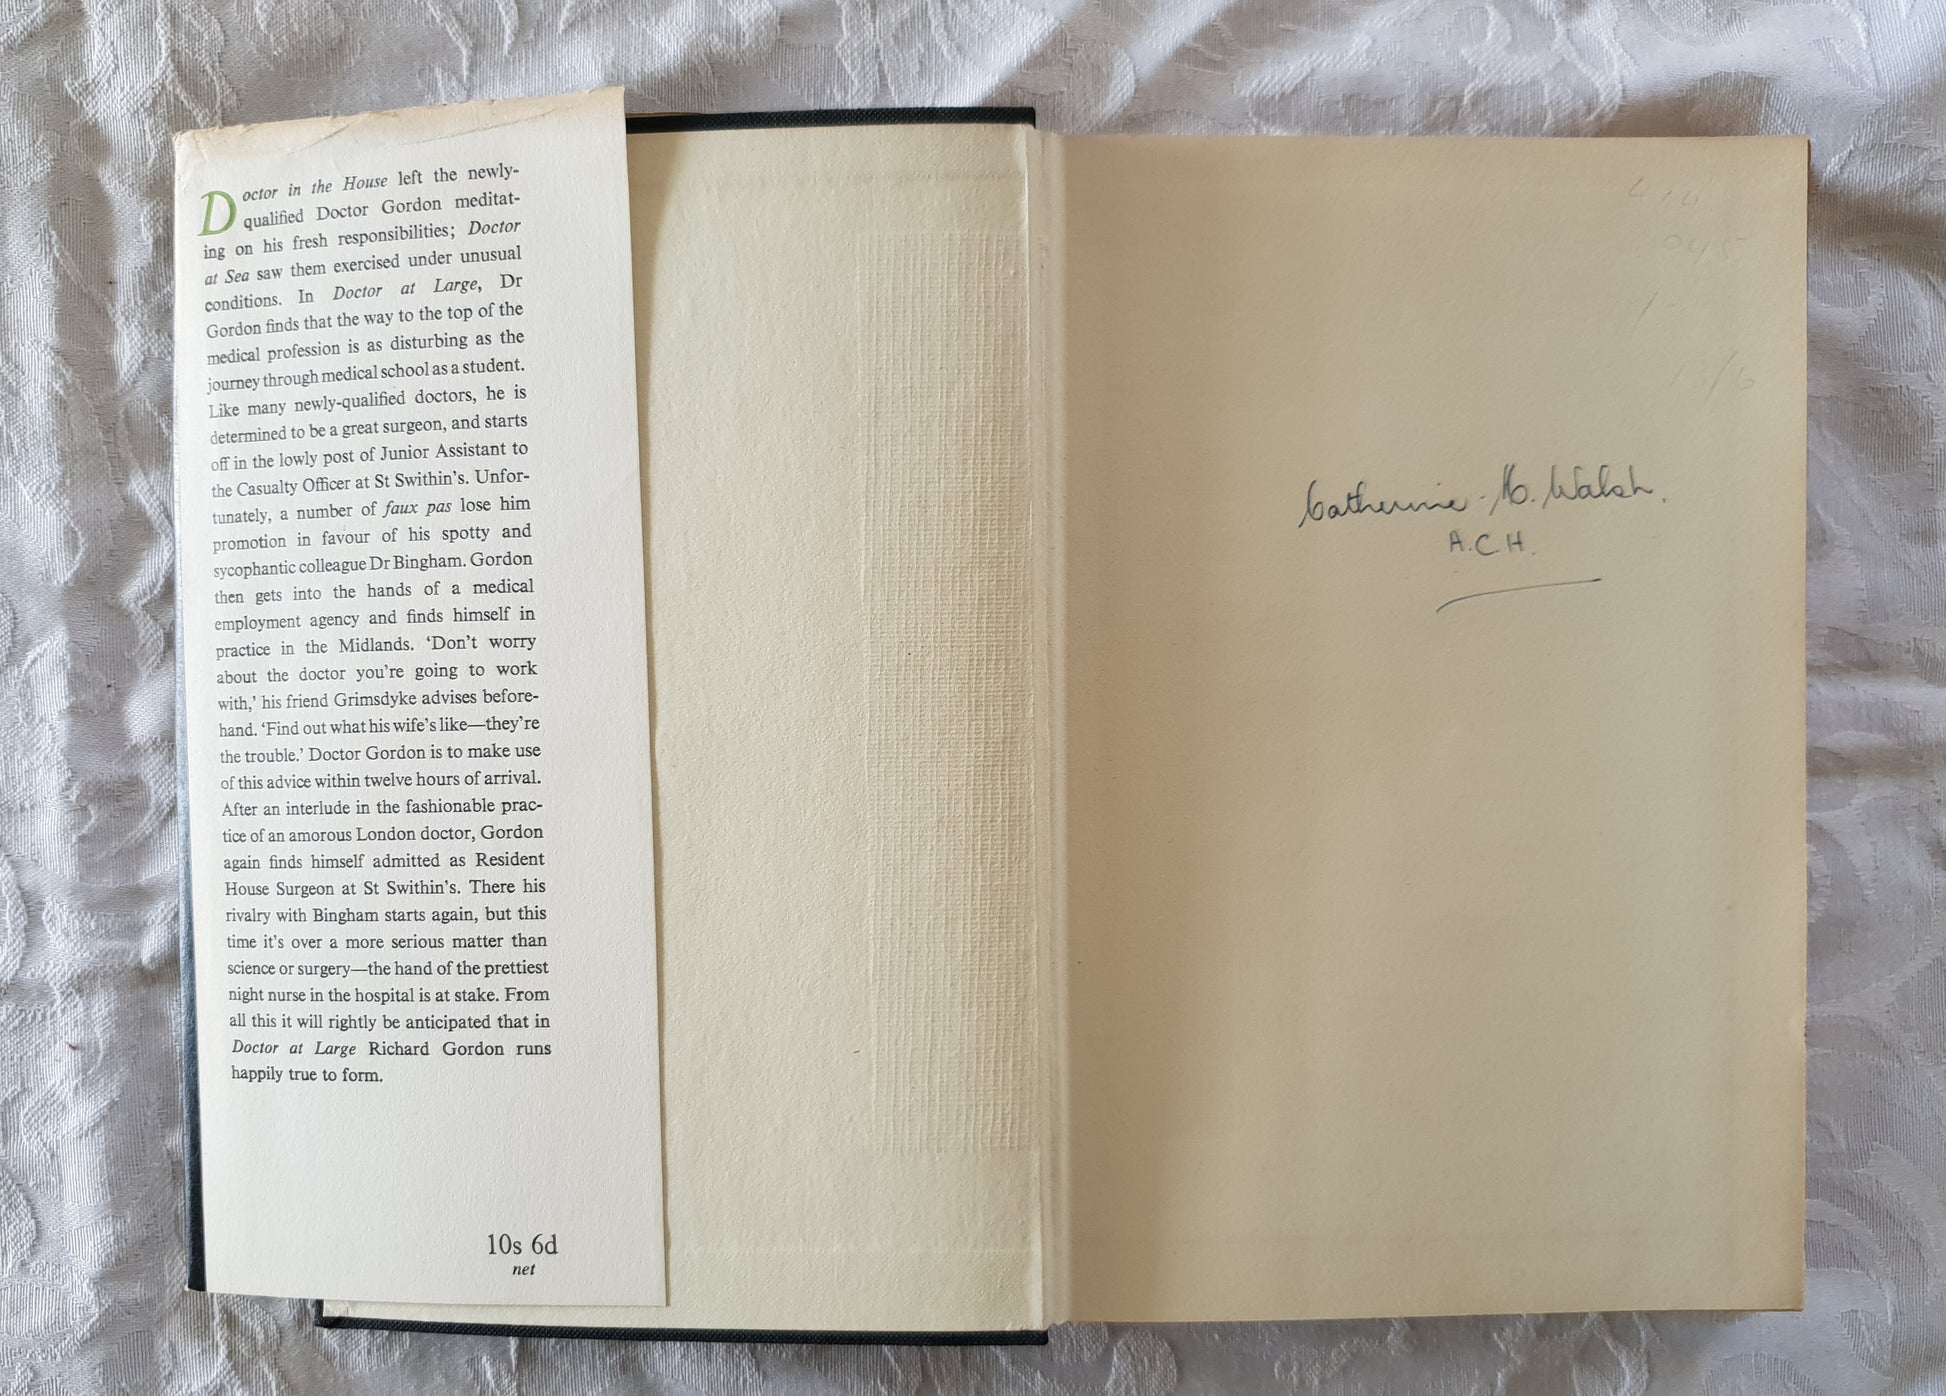 Doctor in the House left the newly-
qualified Doctor Gordon meditat-
ing on his fresh responsibilities; Doctor
at Sea saw them exercised under unusual
conditions. In Doctor at Large, Dr
Gordon finds that the way to the top of the
medical profession is as disturbing as the
journey through medical school as a student.
Like many newly-qualified doctors, he is
determined to be a great surgeon, and starts
off in the lowly post of Junior Assistant to
the Casualty Officer at St Swithin's. Unfor-
tunately, a number of faux pas lose him
promotion in favour of his spotty and
sycophantic colleague Dr Bingham. Gordon
then gets into the hands of a medical
employment agency and finds himself in
practice in the Midlands. 'Don't worry
about the doctor you're going to work
with,' his friend Grimsdyke advises before-
hand. 'Find out what his wife's like—they're
the trouble.' Doctor Gordon is to make use
of this advice within twelve hours of arrival.
After an interlude in the fashionable prac-
tice of an amorous London doctor, Gordon
again finds himself admitted as Resident
House Surgeon at St Swithin's. There his
rivalry with Bingham starts again, but this
time it's over a more serious matter than
science or surgery—the hand of the prettiest
night nurse in the hospital is at stake. From
all this it will rightly be anticipated that in
Doctor at Large Richard Gordon runs
happily true to form.
10s 6d
net
13/6
Catherine Walsh.
A.C.H.